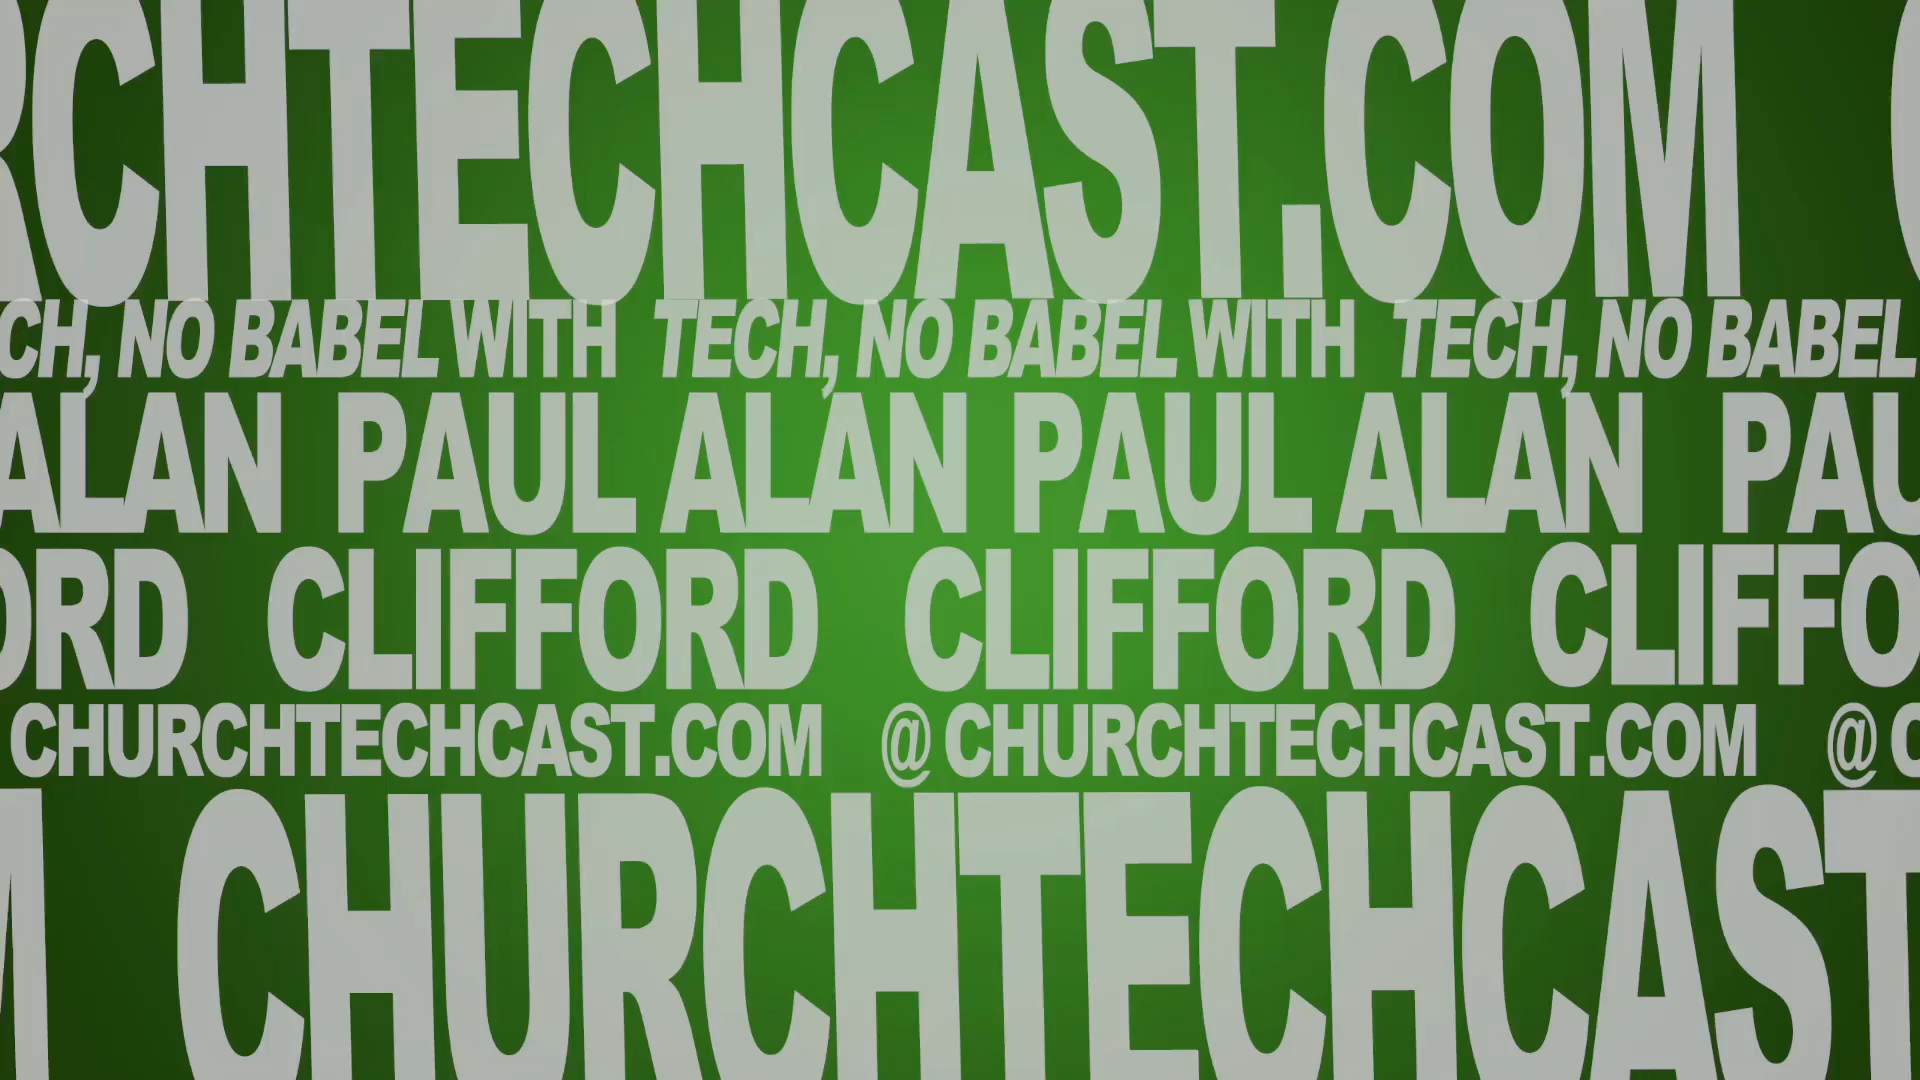 RCHTECHCAST.COM C
CH, NO BABEL WITH TECH, NO BABEL WITH TECH, NO BABEL
ALAN PAUL ALAN PAUL ALAN PAU
ORD CLIFFORD CLIFFORD CLIFFO
CHURCHTECHCAST.COM @ CHURCHTECHCAST.COM @ C
M CHURCHTECHCAST